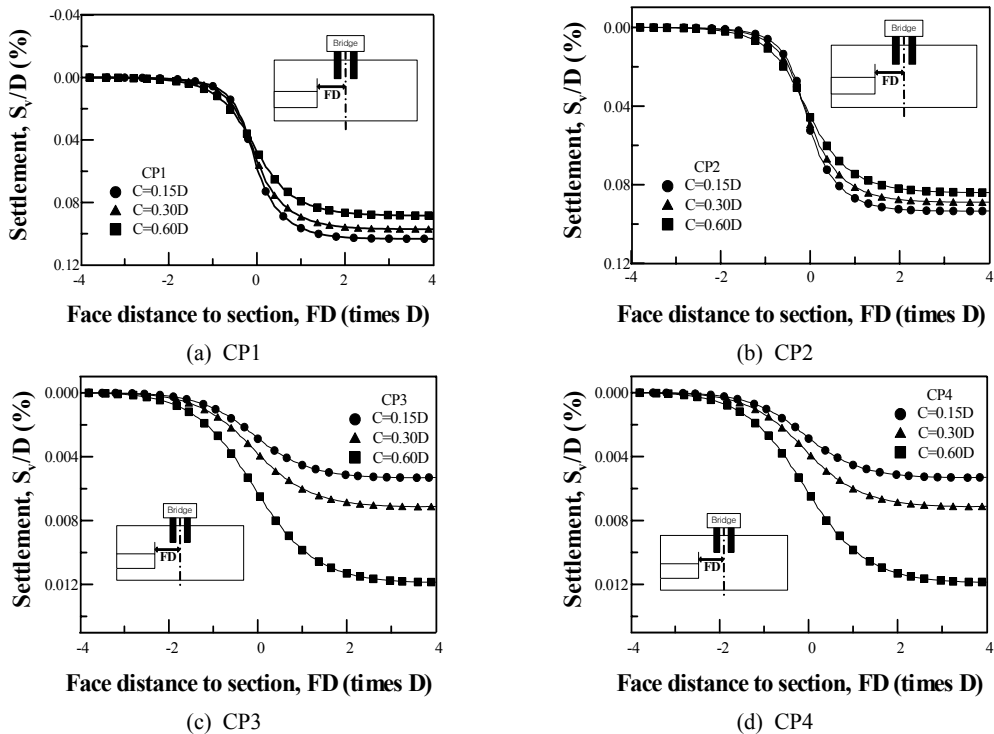 -0.04
0.00
0.04
0.08
0.12
Settlement, Sv/D (%)
Bridge
FD
CP1
C=0.15D
C=0.30D
C=0.60D
-4 -2 0 2 4
Face distance to section, FD (times D)
(a) CP1
0.00
0.04
0.08
0.12
Settlement, Sv/D (%)
Bridge
FD
CP2
C=0.15D
C=0.30D
C=0.60D
-4 -2 0 2 4
Face distance to section, FD (times D)
(b) CP2
0.000
0.004
0.008
0.012
Settlement, Sv/D (%)
CP3
C=0.15D
C=0.30D
C=0.60D
Bridge
FD
-4 -2 0 2 4
Face distance to section, FD (times D)
(c) CP3
0.000
0.004
0.008
0.012
Settlement, Sv/D (%)
CP4
C=0.15D
C=0.30D
C=0.60D
Bridge
FD
-4 -2 0 2 4
Face distance to section, FD (times D)
(d) CP4